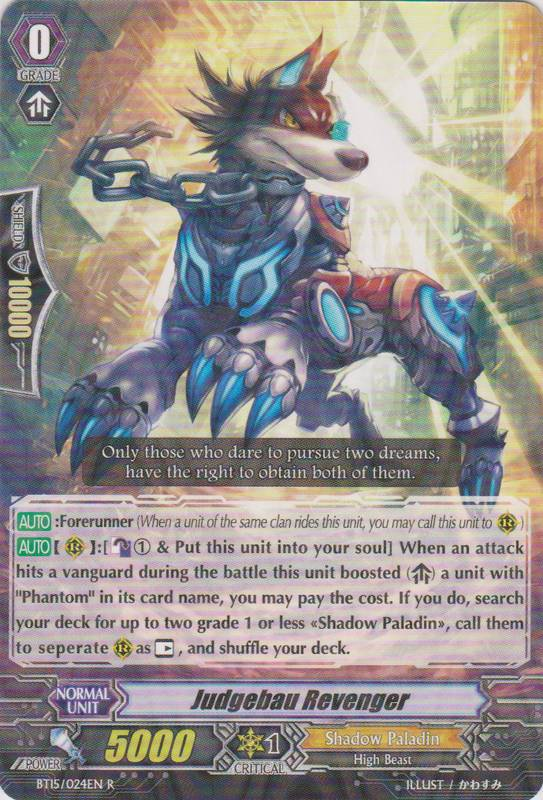 0
GRADE
SHIELD
10000
Only those who dare to pursue two dreams,
have the right to obtain both of them.
AUTO :Forerunner (When a unit of the same clan rides this unit, you may call this unit to R )
AUTO [ R ]:[ ① & Put this unit into your soul] When an attack
hits a vanguard during the battle this unit boosted ( ) a unit with
"Phantom" in its card name, you may pay the cost. If you do, search
your deck for up to two grade 1 or less «Shadow Paladin», call them
to seperate R as , and shuffle your deck.
NORMAL
UNIT
Judgebau Revenger
POWER
5000
1
CRITICAL
Shadow Paladin
High Beast
BT15/024EN R
ILLUST / かわすみ